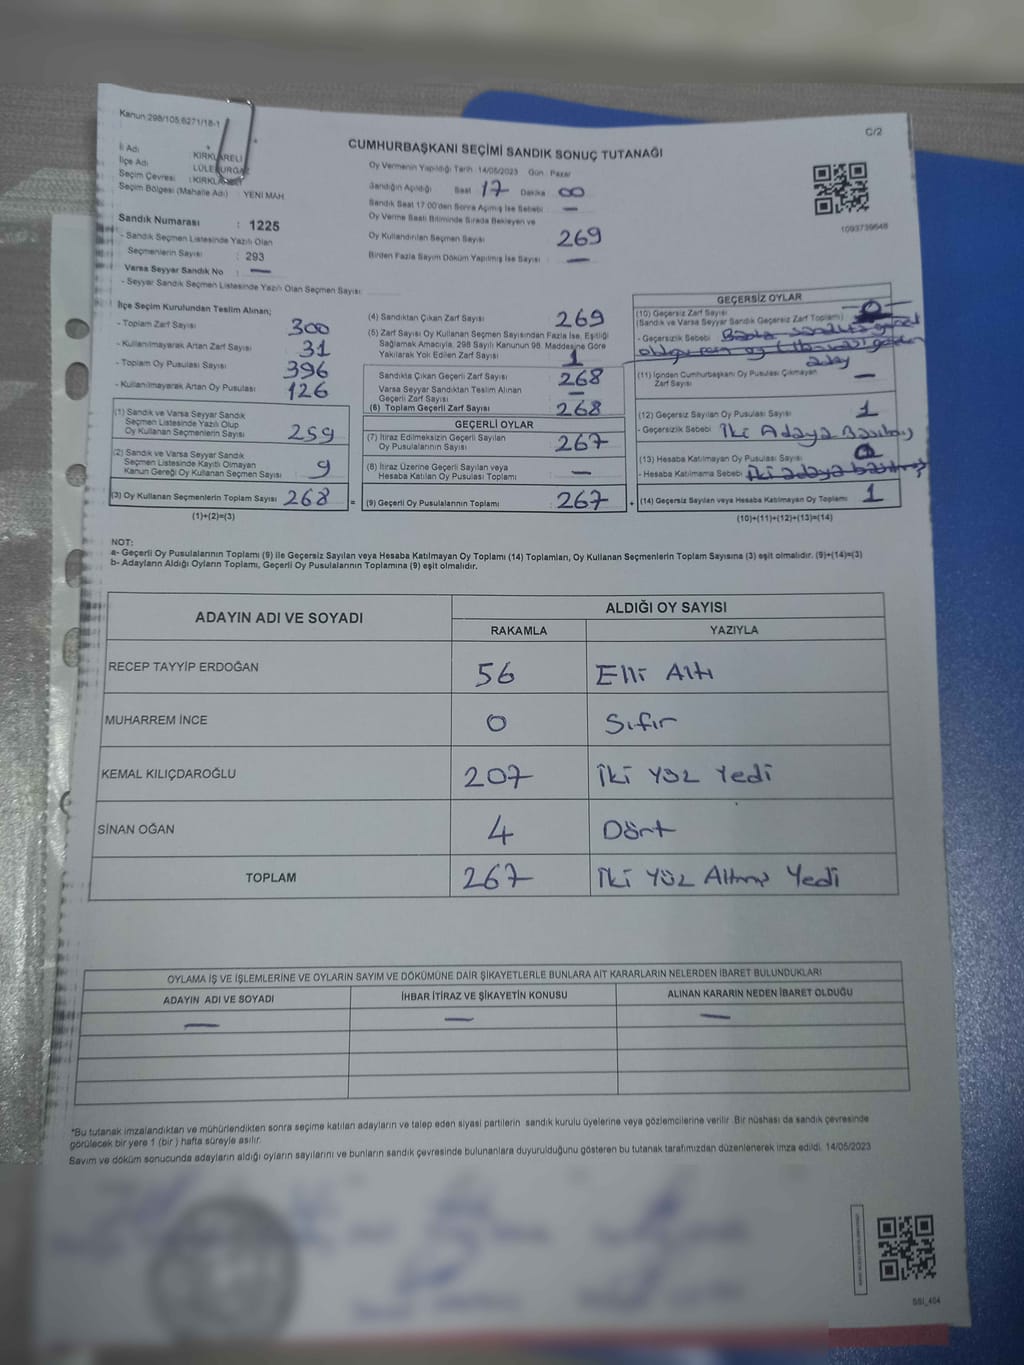 Kanun:298/105;6271/18-1
C/2
CUMHURBAŞKANI SEÇİMİ SANDIK SONUÇ TUTANAĞI
İl Adı : KIRKLARELİ
İlçe Adı LÜLEBURGAZ
Seçim Çevresi : KIRKLARELİ
Seçim Bölgesi (Mahalle Adı) : YENİ MAH
Sandık Numarası : 1225
- Sandık Seçmen Listesinde Yazılı Olan
Seçmenlerin Sayısı : 293
Varsa Seyyar Sandık No : —
- Seyyar Sandık Seçmen Listesinde Yazılı Olan Seçmen Sayısı:
Oy Vermenin Yapıldığı Tarih :14/05/2023 Gün : Pazar
Sandığın Açıldığı Saat 17 Dakika 00
Sandık Saat 17:00'den Sonra Açılmış İse Sebebi : —
Oy Verme Saati Bitiminde Sırada Bekleyen ve
Oy Kullandırılan Seçmen Sayısı 269
Birden Fazla Sayım Döküm Yapılmış İse Sayısı : —
1093739648
İlçe Seçim Kurulundan Teslim Alınan;
- Toplam Zarf Sayısı 300
- Kullanılmayarak Artan Zarf Sayısı 31
- Toplam Oy Pusulası Sayısı 396
- Kullanılmayarak Artan Oy Pusulası 126
(1) Sandık ve Varsa Seyyar Sandık
Seçmen Listesinde Yazılı Olup
Oy Kullanan Seçmenlerin Sayısı 259
(2) Sandık ve Varsa Seyyar Sandık
Seçmen Listesinde Kayıtlı Olmayan
Kanun Gereği Oy Kullanan Seçmen Sayısı 9
(3) Oy Kullanan Seçmenlerin Toplam Sayısı 268 =
(1)+(2)=(3)
(4) Sandıktan Çıkan Zarf Sayısı : 269
(5) Zarf Sayısı Oy Kullanan Seçmen Sayısından Fazla İse, Eşitliği
Sağlamak Amacıyla, 298 Sayılı Kanunun 98. Maddesine Göre
Yakılarak Yok Edilen Zarf Sayısı : 1
Sandıkta Çıkan Geçerli Zarf Sayısı : 268
Varsa Seyyar Sandıktan Teslim Alınan
Geçerli Zarf Sayısı : —
(6) Toplam Geçerli Zarf Sayısı : 268
GEÇERLİ OYLAR
(7) İtiraz Edilmeksizin Geçerli Sayılan
Oy Pusulasının Sayısı : 267
(8) İtiraz Üzerine Geçerli Sayılan veya
Hesaba Katılan Oy Pusulası Toplamı : —
(9) Geçerli Oy Pusulalarının Toplamı : 267 +
GEÇERSİZ OYLAR
(10) Geçersiz Zarf Sayısı
(Sandık ve Varsa Seyyar Sandık Geçersiz Zarf Toplamı) :
- Geçersizlik Sebebi :
aday
(11) İçinden Cumhurbaşkanı Oy Pusulası Çıkmayan
Zarf Sayısı : —
(12) Geçersiz Sayılan Oy Pusulası Sayısı : 1
- Geçersizlik Sebebi : İki Adaya Basılmış
(13) Hesaba Katılmayan Oy Pusulası Sayısı :
- Hesaba Katılmama Sebebi : İki adaya basılmış
(14) Geçersiz Sayılan veya Hesaba Katılmayan Oy Toplamı : 1
(10)+(11)+(12)+(13)=(14)
NOT:
a- Geçerli Oy Pusulalarının Toplamı (9) ile Geçersiz Sayılan veya Hesaba Katılmayan Oy Toplamı (14) Toplamları, Oy Kullanan Seçmenlerin Toplam Sayısına (3) eşit olmalıdır. (9)+(14)=(3)
b- Adayların Aldığı Oyların Toplamı, Geçerli Oy Pusulalarının Toplamına (9) eşit olmalıdır.
ADAYIN ADI VE SOYADI ALDIĞI OY SAYISI
RAKAMLA YAZIYLA
RECEP TAYYİP ERDOĞAN 56 Elli Altı
MUHARREM İNCE 0 Sıfır
KEMAL KILIÇDAROĞLU 207 İki Yüz Yedi
SİNAN OĞAN 4 Dört
TOPLAM 267 İki Yüz Altmış Yedi
OYLAMA İŞ VE İŞLEMLERİNE VE OYLARIN SAYIM VE DÖKÜMÜNE DAİR ŞİKAYETLERLE BUNLARA AİT KARARLARIN NELERDEN İBARET BULUNDUKLARI
ADAYIN ADI VE SOYADI İHBAR İTİRAZ VE ŞİKAYETİN KONUSU ALINAN KARARIN NEDEN İBARET OLDUĞU
— — —
*Bu tutanak imzalandıktan ve mühürlendikten sonra seçime katılan adayların ve talep eden siyasi partilerin sandık kurulu üyelerine veya gözlemcilerine verilir. Bir nüshası da sandık çevresinde
görülecek bir yere 1 (bir ) hafta süreyle asılır.
Sayım ve döküm sonucunda adayların aldığı oyların sayılarını ve bunların sandık çevresinde bulunanlara duyurulduğunu gösteren bu tutanak tarafımızdan düzenlenerek imza edildi. 14/05/2023
SSI_404